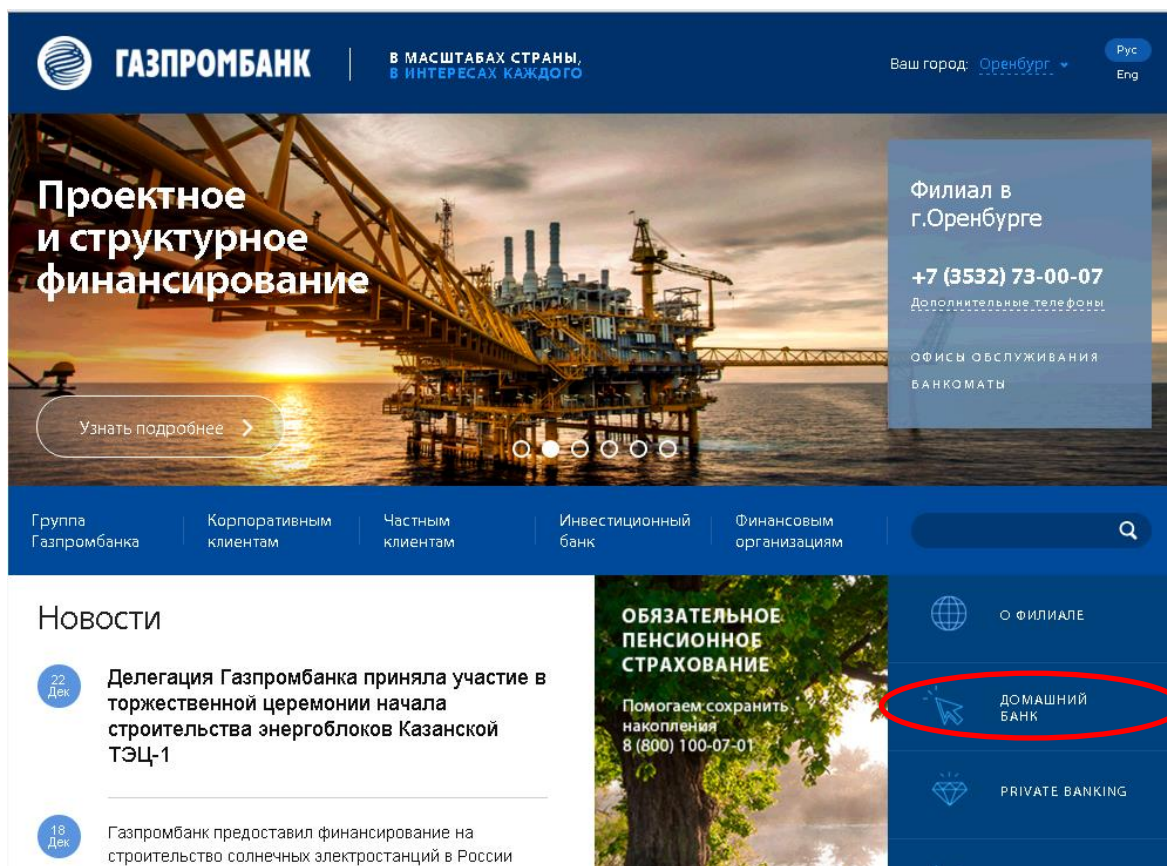 ГАЗПРОМБАНК
В МАСШТАБАХ СТРАНЫ,
В ИНТЕРЕСАХ КАЖДОГО
Ваш город: Оренбург
Рус
Eng
Проектное
и структурное
финансирование
Узнать подробнее
Филиал в
г.Оренбурге
+7 (3532) 73-00-07
Дополнительные телефоны
ОФИСЫ ОБСЛУЖИВАНИЯ
БАНКОМАТЫ
Группа
Газпромбанка
Корпоративным
клиентам
Частным
клиентам
Инвестиционный
банк
Финансовым
организациям
Новости
22
Дек
Делегация Газпромбанка приняла участие в
торжественной церемонии начала
строительства энергоблоков Казанской
ТЭЦ-1
18
Дек
Газпромбанк предоставил финансирование на
строительство солнечных электростанций в России
ОБЯЗАТЕЛЬНОЕ
ПЕНСИОННОЕ
СТРАХОВАНИЕ
Помогаем сохранить
накопления
8 (800) 100-07-01
О ФИЛИАЛЕ
ДОМАШНИЙ
БАНК
PRIVATE BANKING